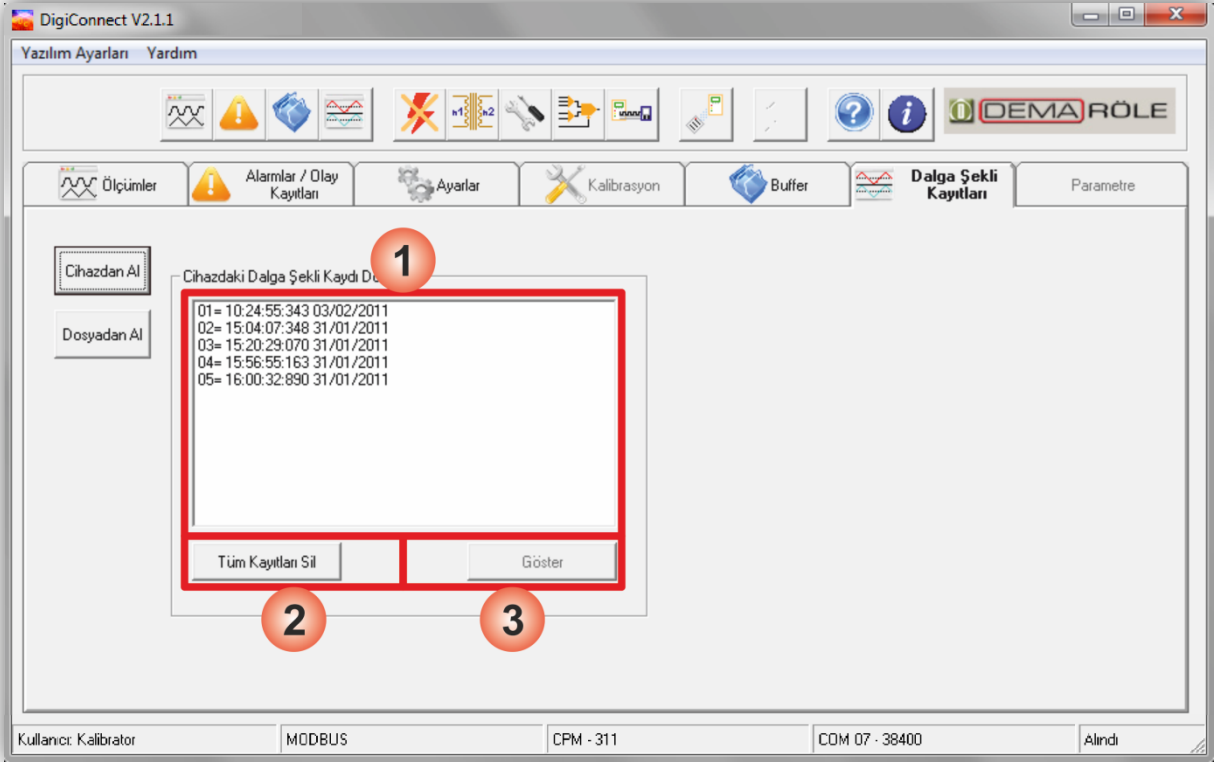 DigiConnect V2.1.1
Yazılım Ayarları Yardım
n1 n2
DEMA RÖLE
Ölçümler
Alarmlar / Olay
Kayıtları
Ayarlar
Kalibrasyon
Buffer
Dalga Şekli
Kayıtları
Parametre
Cihazdan Al
Dosyadan Al
Cihazdaki Dalga Şekli Kaydı
1
01= 10:24:55:343 03/02/2011
02= 15:04:07:348 31/01/2011
03= 15:20:29:070 31/01/2011
04= 15:56:55:163 31/01/2011
05= 16:00:32:890 31/01/2011
Tüm Kayıtları Sil
Göster
2
3
Kullanıcı: Kalibrator
MODBUS
CPM - 311
COM 07 - 38400
Alındı